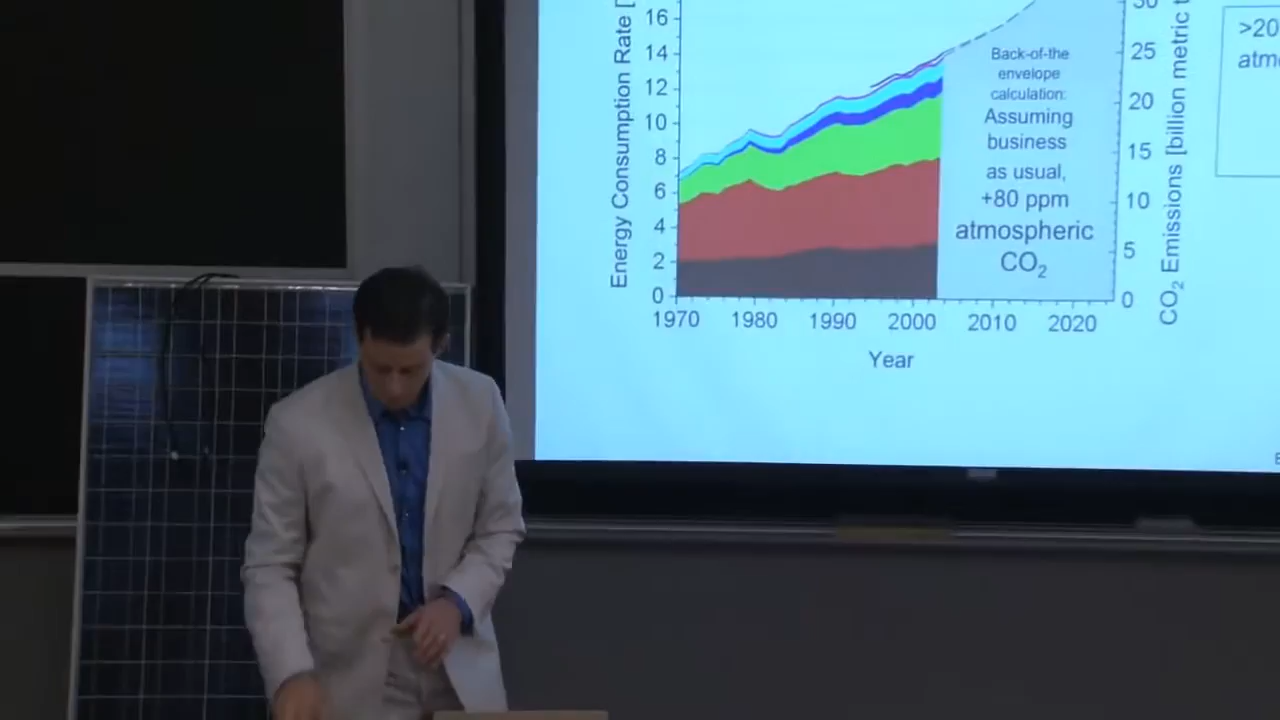 Energy Consumption Rate [
16
14
12
10
8
6
4
2
0
1970 1980 1990 2000 2010 2020
Year
Back-of-the
envelope
calculation:
Assuming
business
as usual,
+80 ppm
atmospheric
CO₂
30
25
20
15
10
5
0
CO₂ Emissions [billion metric t
>20
atm